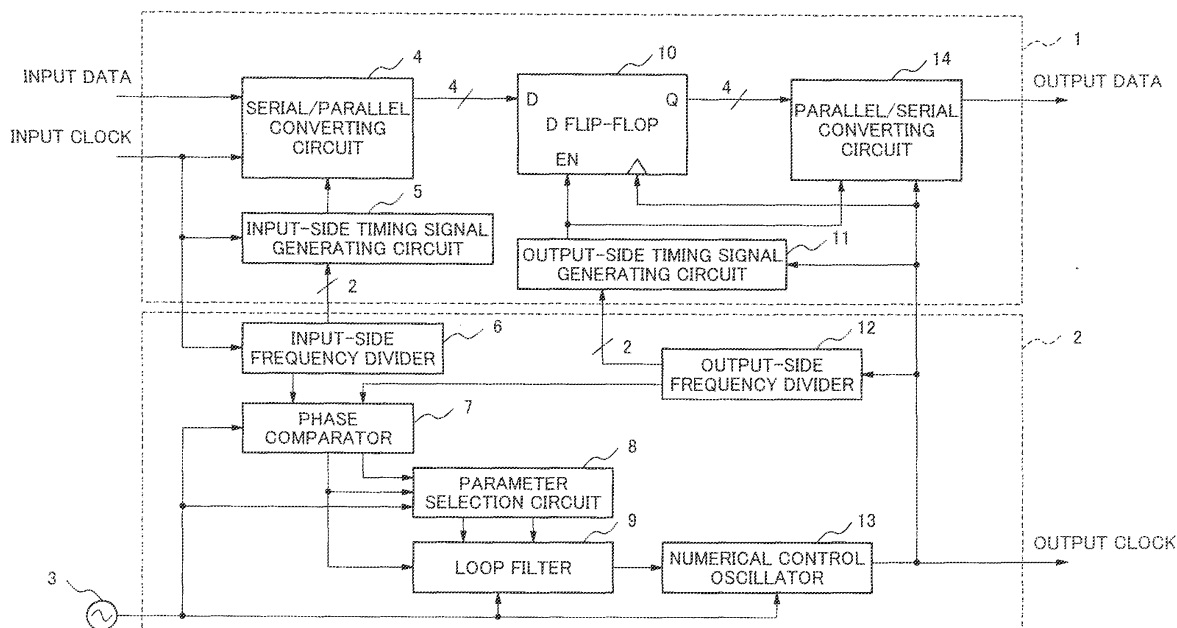 1
4
10
14
INPUT DATA
OUTPUT DATA
SERIAL/PARALLEL
CONVERTING
CIRCUIT
4
D
Q
D FLIP-FLOP
EN
4
PARALLEL/SERIAL
CONVERTING
CIRCUIT
INPUT CLOCK
5
INPUT-SIDE TIMING SIGNAL
GENERATING CIRCUIT
11
OUTPUT-SIDE TIMING SIGNAL
GENERATING CIRCUIT
2
6
INPUT-SIDE
FREQUENCY DIVIDER
2
12
OUTPUT-SIDE
FREQUENCY DIVIDER
2
7
PHASE
COMPARATOR
8
PARAMETER
SELECTION CIRCUIT
9
LOOP FILTER
13
NUMERICAL CONTROL
OSCILLATOR
OUTPUT CLOCK
3